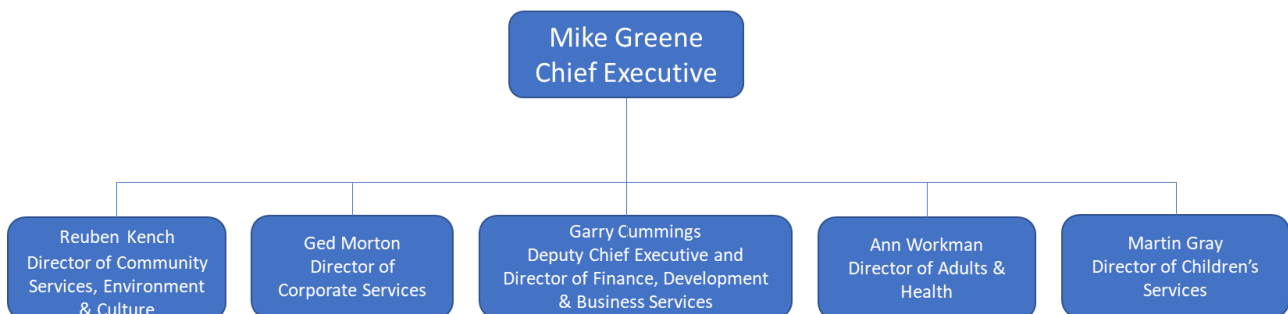 Mike Greene
Chief Executive
Reuben Kench
Director of Community
Services, Environment
& Culture
Ged Morton
Director of
Corporate Services
Garry Cummings
Deputy Chief Executive and
Director of Finance, Development
& Business Services
Ann Workman
Director of Adults &
Health
Martin Gray
Director of Children’s
Services